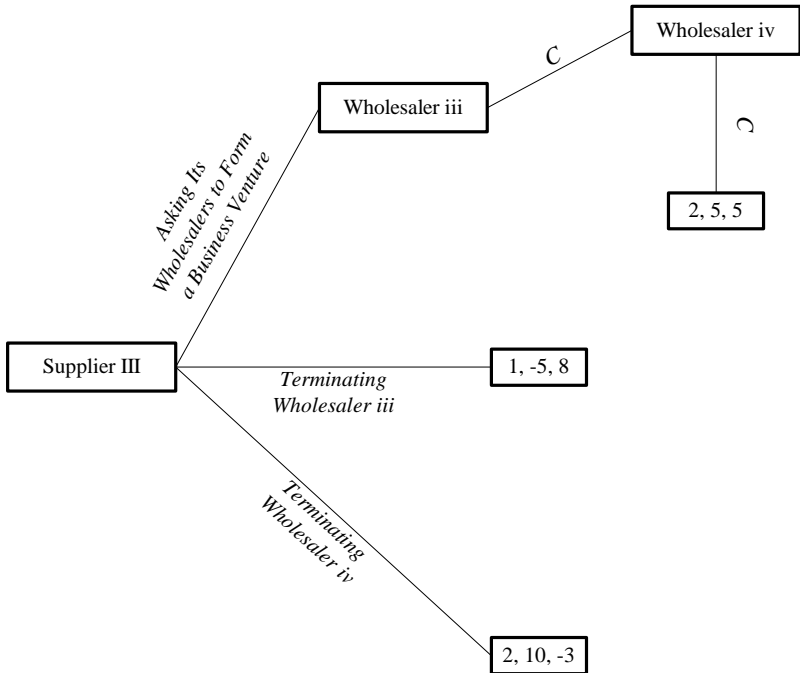 Wholesaler iv
C
Wholesaler iii
C
Asking Its
Wholesalers to Form
a Business Venture
2, 5, 5
Supplier III
1, -5, 8
Terminating
Wholesaler iii
Terminating
Wholesaler iv
2, 10, -3